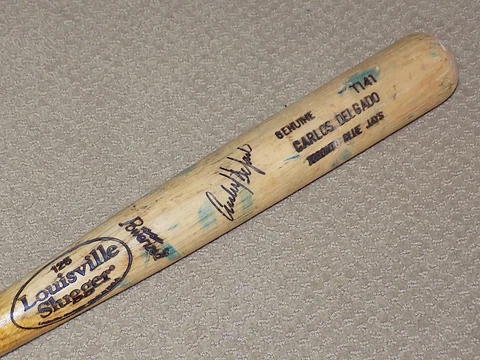 T141
GENUINE
CARLOS DELGADO
TORONTO BLUE JAYS
Powerized
125
Louisville
Slugger